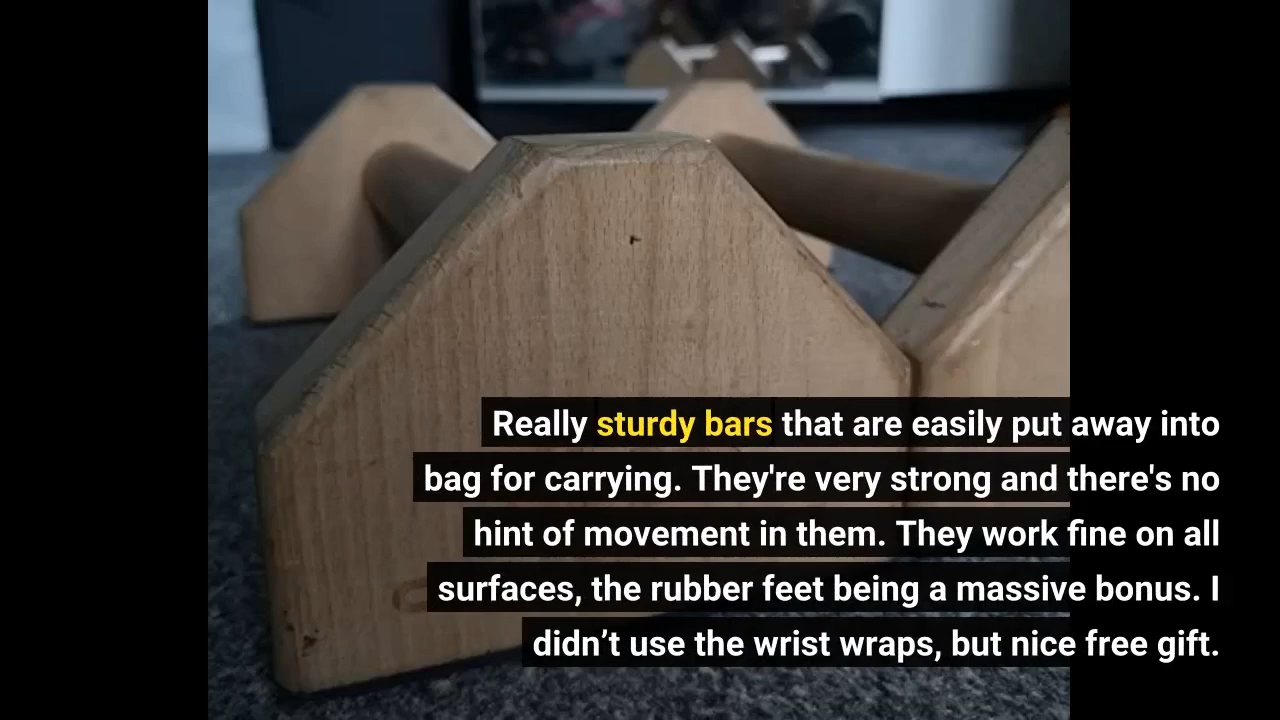 Really sturdy bars that are easily put away into
bag for carrying. They're very strong and there's no
hint of movement in them. They work fine on all
surfaces, the rubber feet being a massive bonus. I
didn’t use the wrist wraps, but nice free gift.